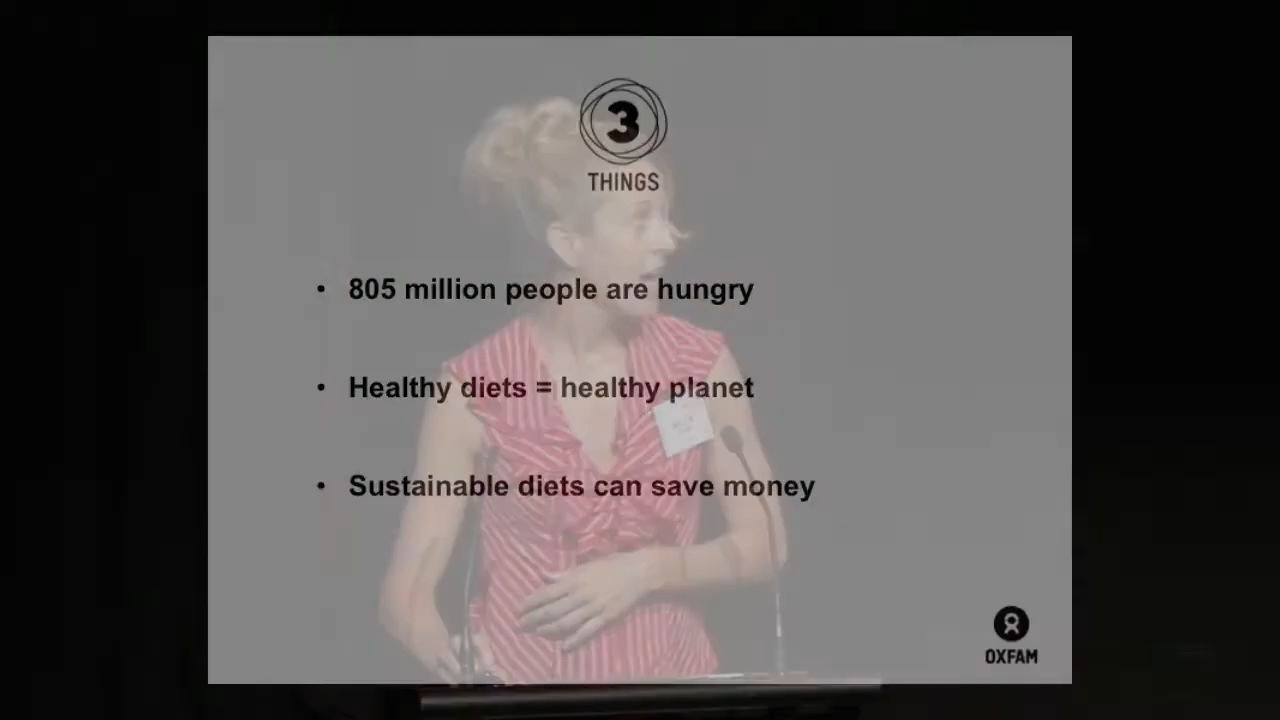 3
THINGS
• 805 million people are hungry
• Healthy diets = healthy planet
• Sustainable diets can save money
OXFAM